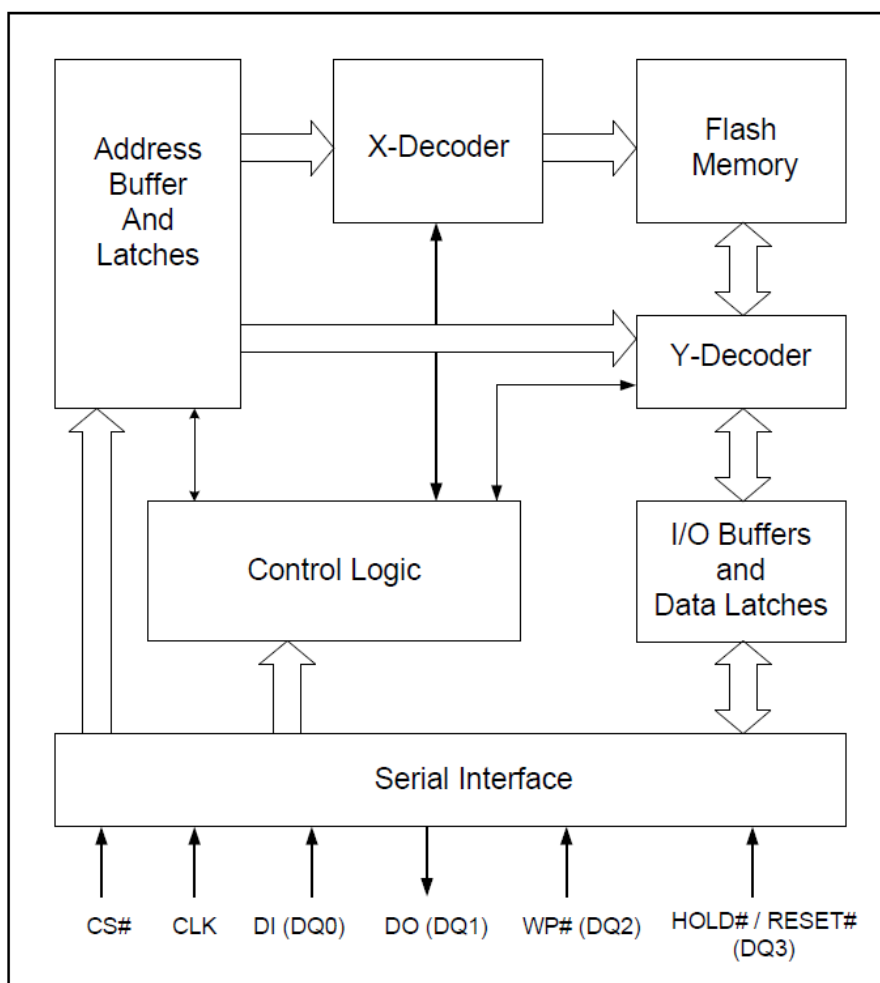 Address
Buffer
And
Latches
X-Decoder
Flash
Memory
Y-Decoder
Control Logic
I/O Buffers
and
Data Latches
Serial Interface
CS#
CLK
DI (DQ0)
DO (DQ1)
WP# (DQ2)
HOLD# / RESET#
(DQ3)